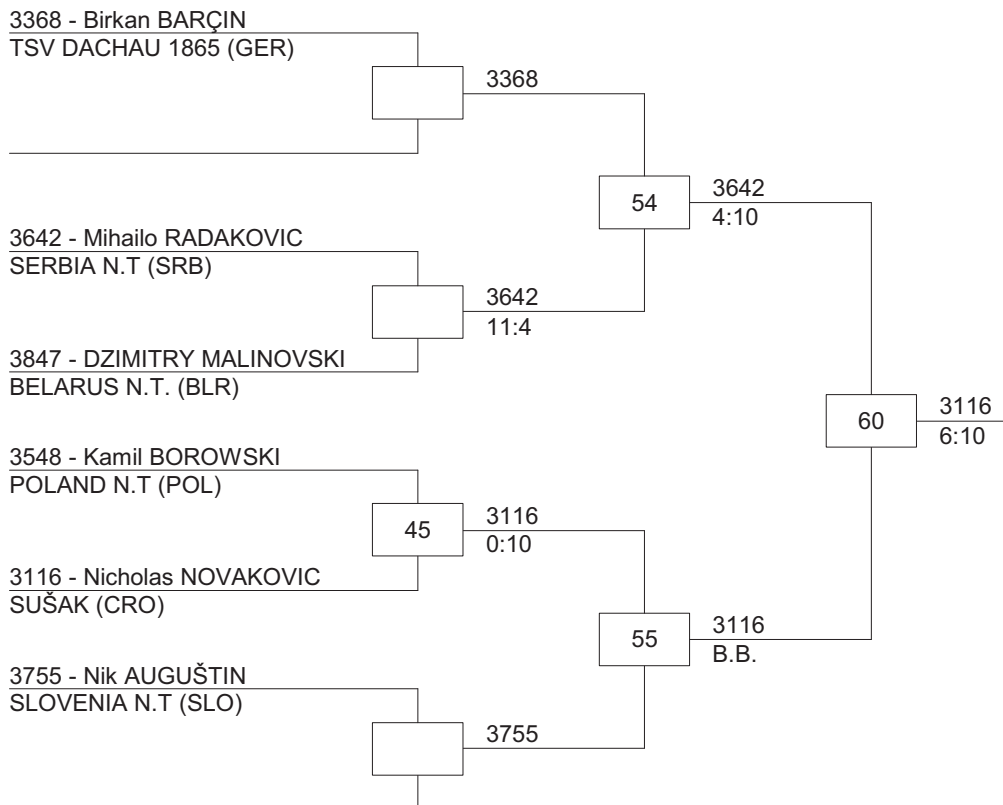 3368 - Birkan BARÇIN
TSV DACHAU 1865 (GER)
3368
54
3642
4:10
3642 - Mihailo RADAKOVIC
SERBIA N.T (SRB)
3642
11:4
3847 - DZIMITRY MALINOVSKI
BELARUS N.T. (BLR)
60
3116
6:10
3548 - Kamil BOROWSKI
POLAND N.T (POL)
45
3116
0:10
3116 - Nicholas NOVAKOVIC
SUŠAK (CRO)
55
3116
B.B.
3755 - Nik AUGUŠTIN
SLOVENIA N.T (SLO)
3755